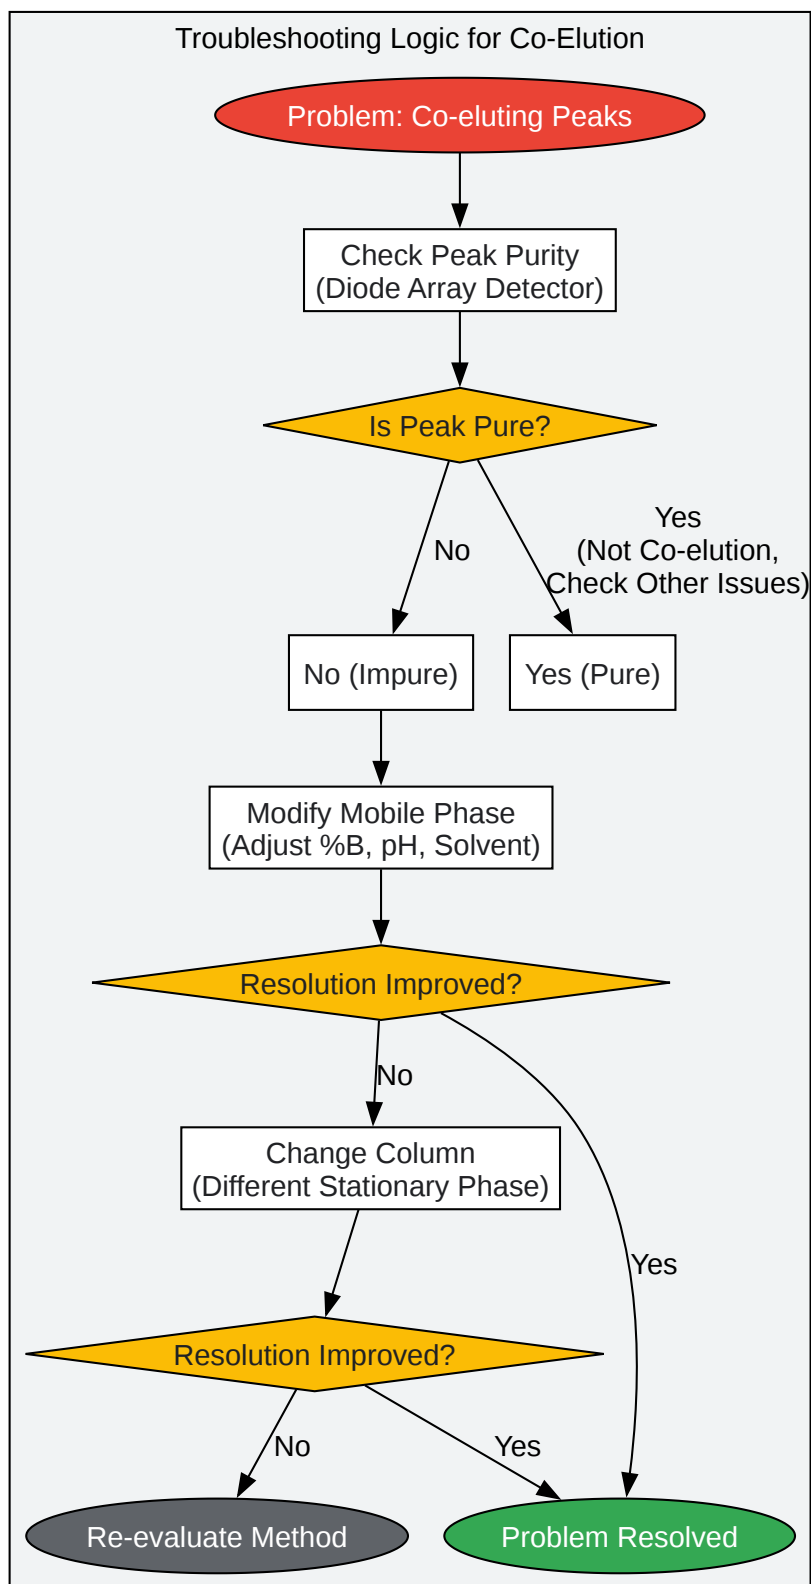 Troubleshooting Logic for Co-Elution
Problem: Co-eluting Peaks
Check Peak Purity
(Diode Array Detector)
Is Peak Pure?
No
Yes
(Not Co-elution,
Check Other Issues)
No (Impure)
Yes (Pure)
Modify Mobile Phase
(Adjust %B, pH, Solvent)
Resolution Improved?
No
Change Column
(Different Stationary Phase)
Yes
Resolution Improved?
No
Yes
Re-evaluate Method
Problem Resolved